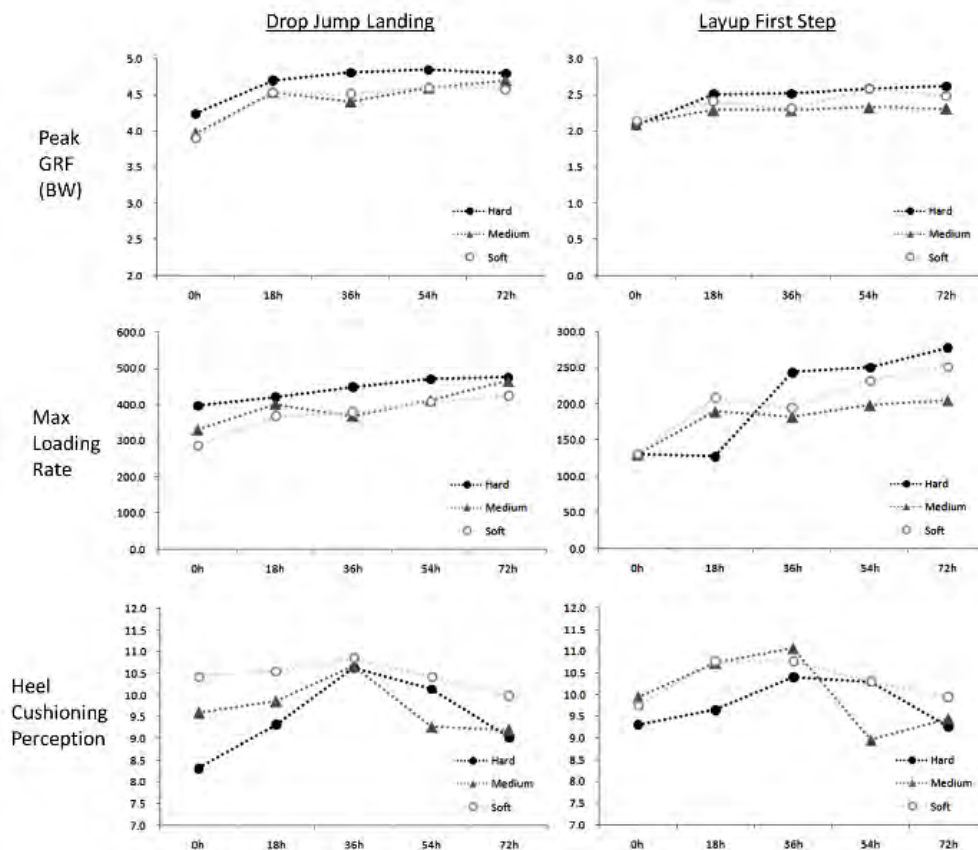 Drop Jump Landing
Layup First Step
Peak
GRF
(BW)
5.0
4.5
4.0
3.5
3.0
2.5
2.0
Hard
Medium
Soft
0h 18h 36h 54h 72h
3.0
2.5
2.0
1.5
1.0
0.5
0.0
Hard
Medium
Soft
0h 18h 36h 54h 72h
Max
Loading
Rate
600.0
500.0
400.0
300.0
200.0
100.0
0.0
Hard
Medium
Soft
0h 18h 36h 54h 72h
300.0
250.0
200.0
150.0
100.0
50.0
0.0
Hard
Medium
Soft
0h 18h 36h 54h 72h
Heel
Cushioning
Perception
12.0
11.5
11.0
10.5
10.0
9.5
9.0
8.5
8.0
7.5
7.0
Hard
Medium
Soft
0h 18h 36h 54h 72h
12.0
11.5
11.0
10.5
10.0
9.5
9.0
8.5
8.0
7.5
7.0
Hard
Medium
Soft
0h 18h 36h 54h 72h